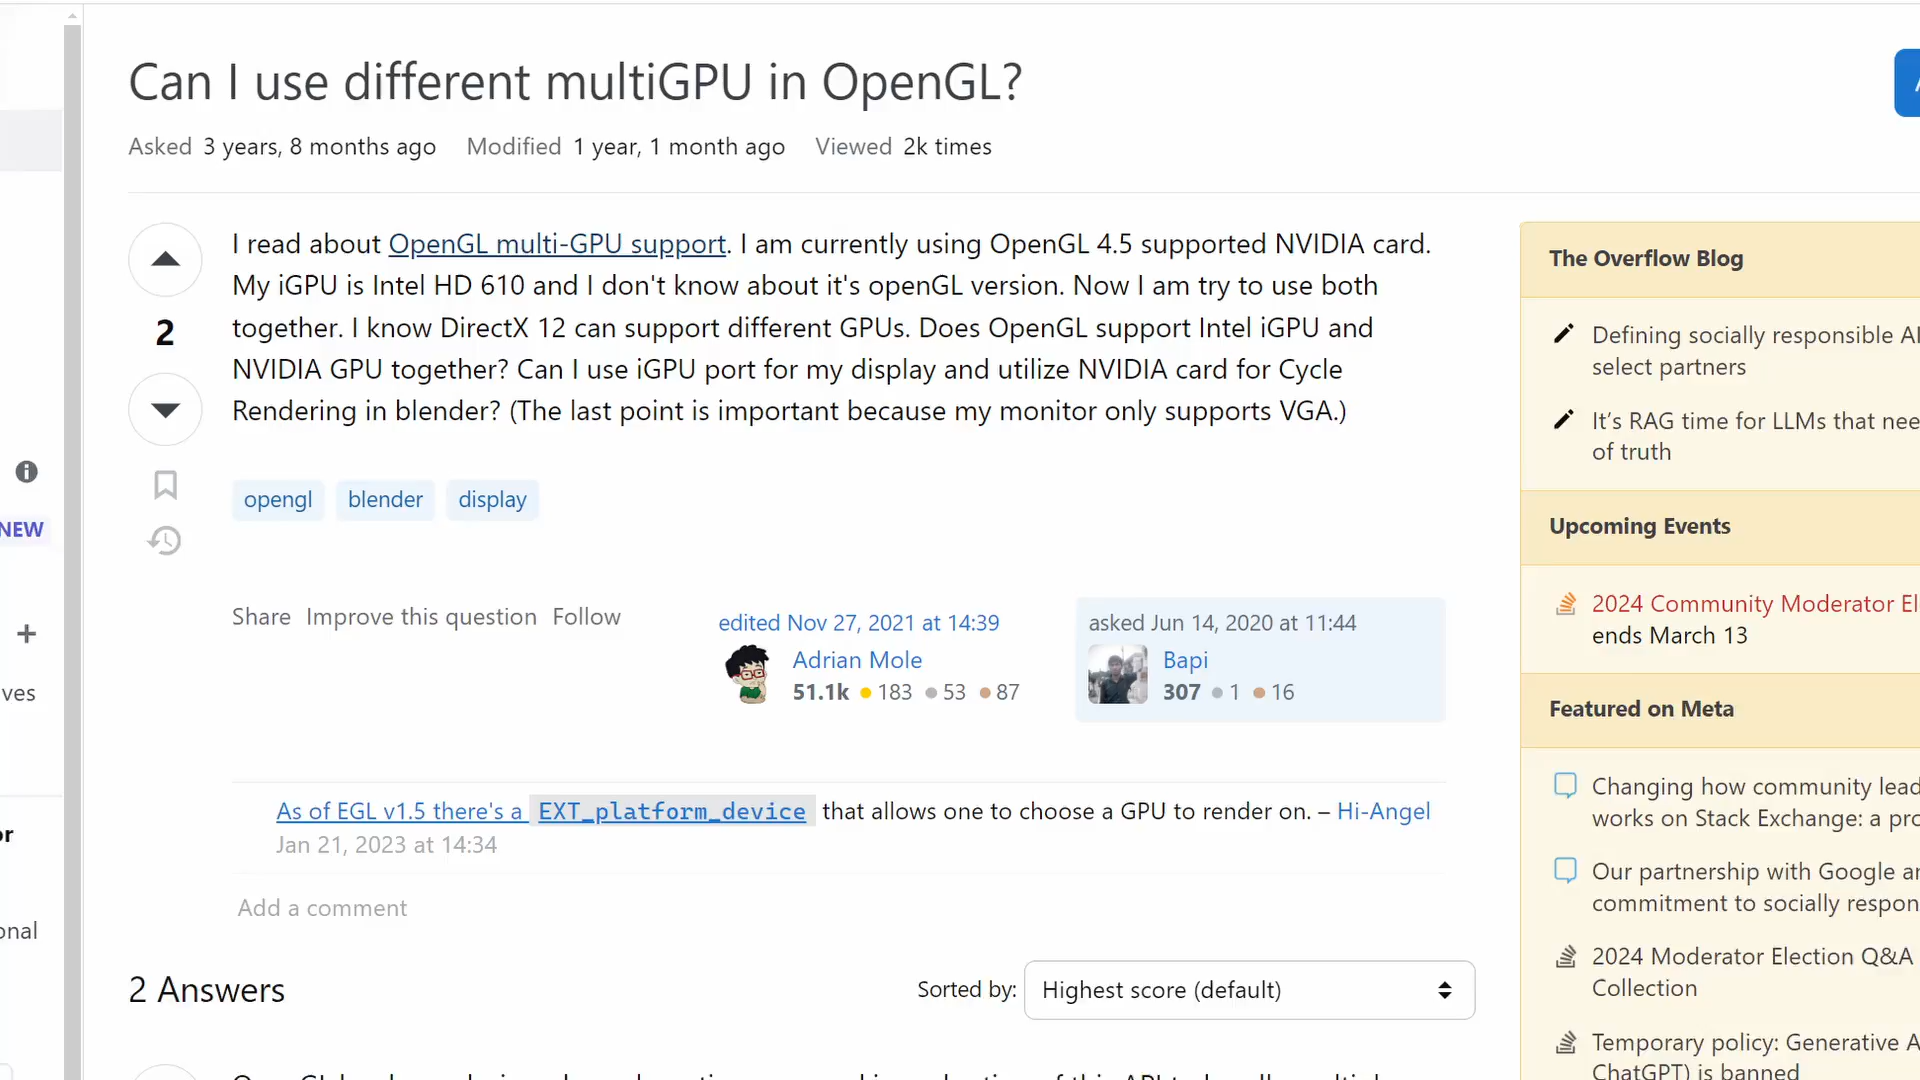 Can I use different multiGPU in OpenGL?
Asked 3 years, 8 months ago Modified 1 year, 1 month ago Viewed 2k times
I read about OpenGL multi-GPU support. I am currently using OpenGL 4.5 supported NVIDIA card.
My iGPU is Intel HD 610 and I don't know about it's openGL version. Now I am try to use both
together. I know DirectX 12 can support different GPUs. Does OpenGL support Intel iGPU and
NVIDIA GPU together? Can I use iGPU port for my display and utilize NVIDIA card for Cycle
Rendering in blender? (The last point is important because my monitor only supports VGA.)
2
opengl blender display
Share Improve this question Follow
edited Nov 27, 2021 at 14:39
Adrian Mole
51.1k 183 53 87
asked Jun 14, 2020 at 11:44
Bapi
307 1 16
As of EGL v1.5 there's a EXT_platform_device that allows one to choose a GPU to render on. – Hi-Angel
Jan 21, 2023 at 14:34
Add a comment
2 Answers
Sorted by: Highest score (default)
NEW
ves
or
onal
The Overflow Blog
Defining socially responsible AI
select partners
It's RAG time for LLMs that nee
of truth
Upcoming Events
2024 Community Moderator El
ends March 13
Featured on Meta
Changing how community lead
works on Stack Exchange: a pro
Our partnership with Google an
commitment to socially respon
2024 Moderator Election Q&A
Collection
Temporary policy: Generative A
ChatGPT) is banned